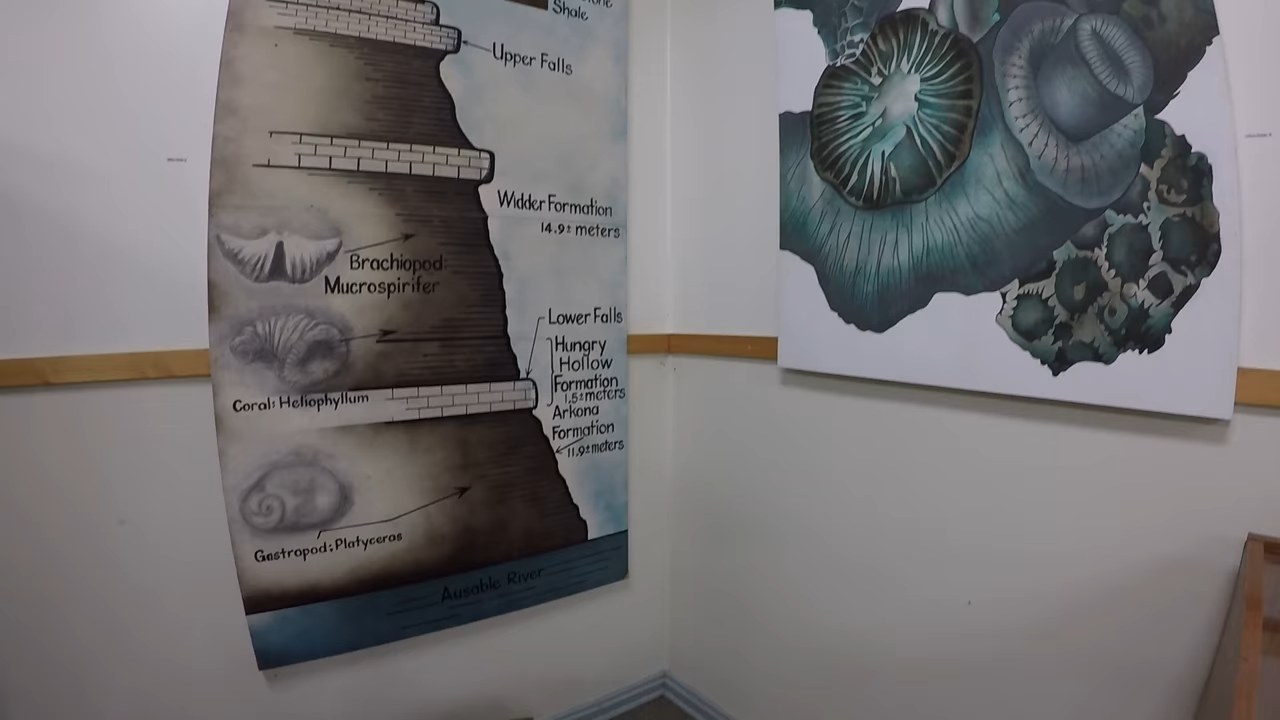 Shale
Upper Falls
Widder Formation
14.9± meters
Brachiopod:
Mucrospirifer
Lower Falls
Hungry
Hollow
Formation
1.5± meters
Coral: Heliophyllum
Arkona
Formation
11.9± meters
Gastropod: Platyceras
Ausable River